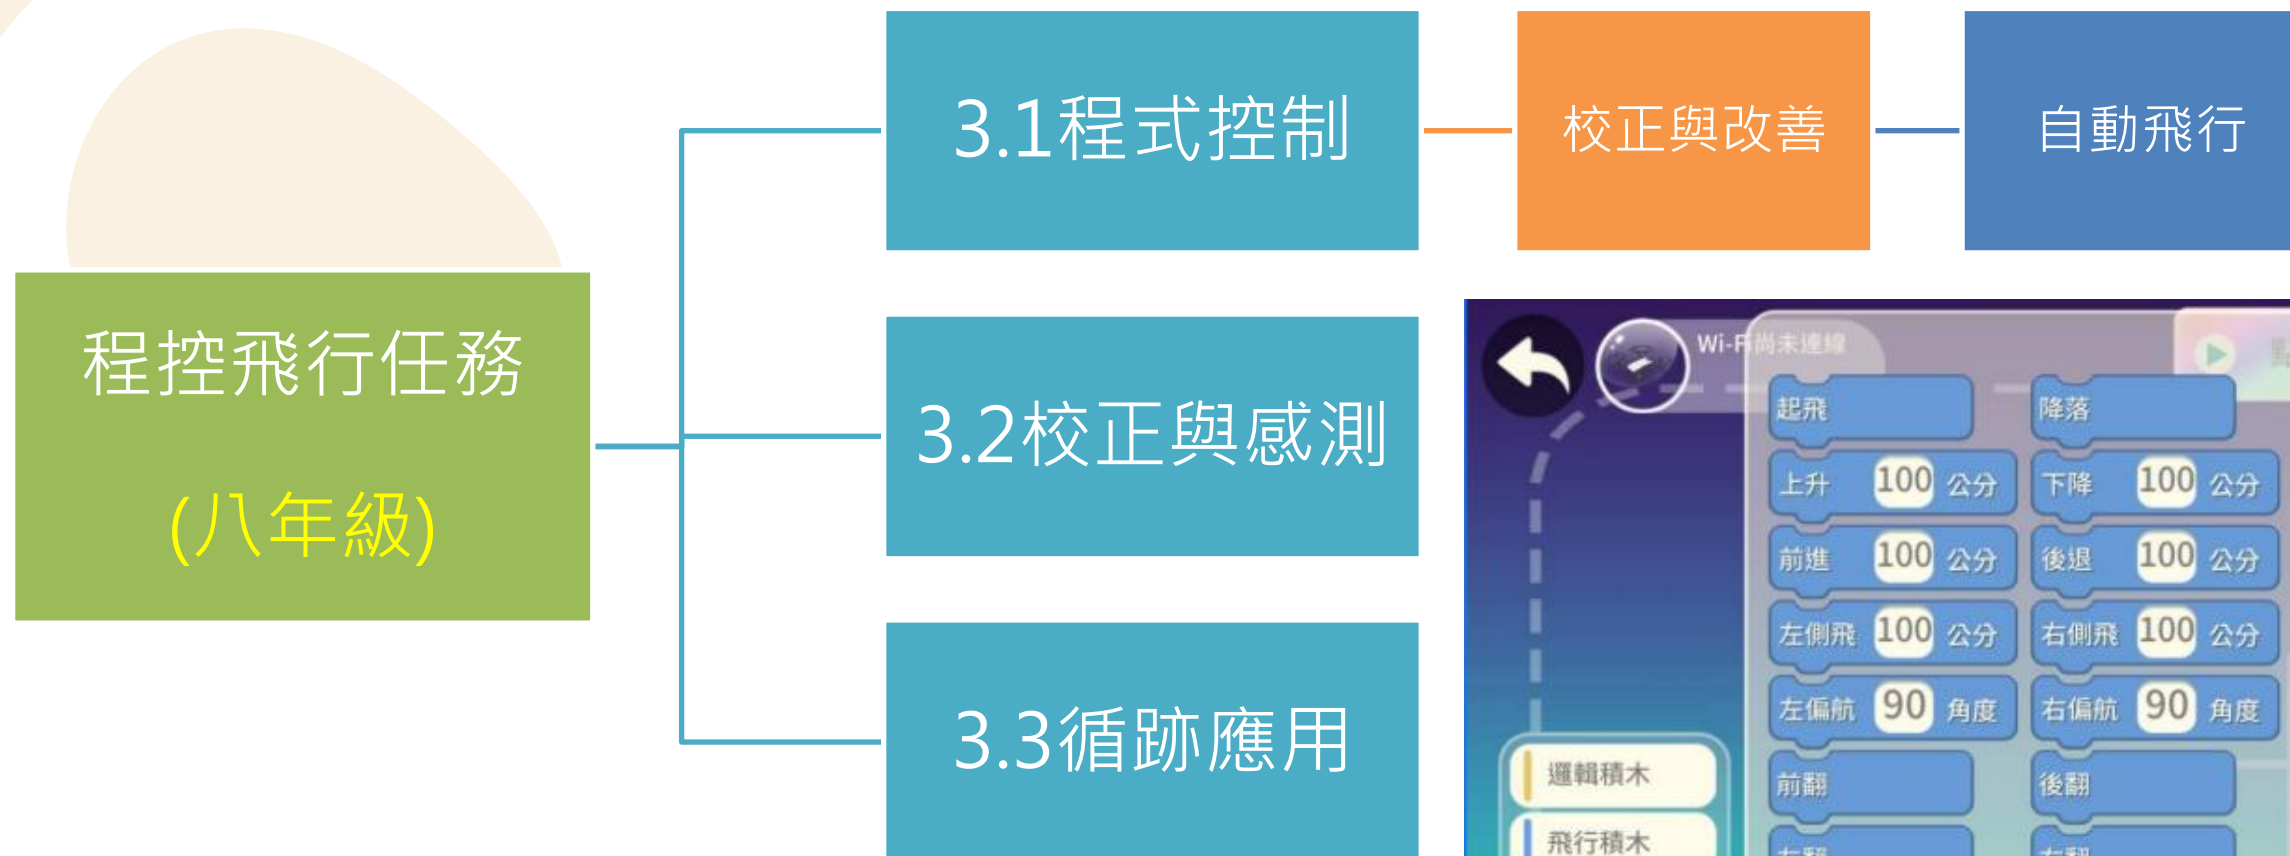 程控飛行任務
(八年級)
3.1程式控制
校正與改善
自動飛行
3.2校正與感測
3.3循跡應用
Wi-Fi尚未連線
起飛
降落
上升 100 公分
下降 100 公分
前進 100 公分
後退 100 公分
左側飛 100 公分
右側飛 100 公分
左偏航 90 角度
右偏航 90 角度
前翻
後翻
邏輯積木
飛行積木